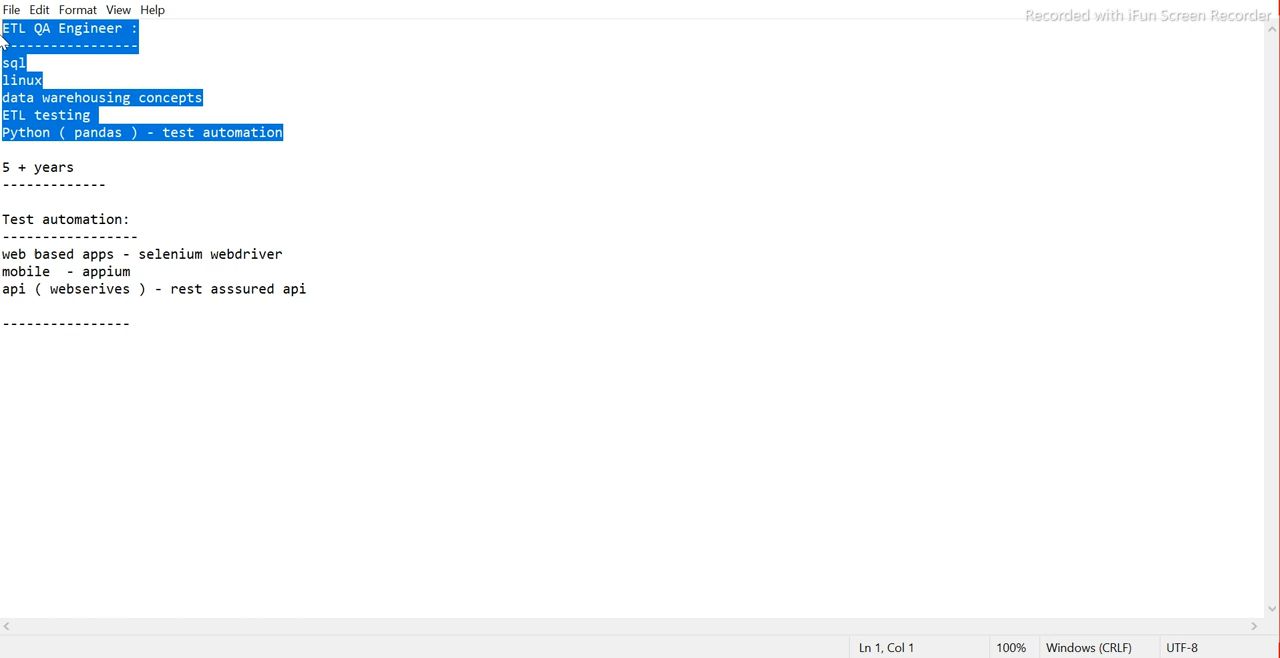 File Edit Format View Help
Recorded with iFun Screen Recorder
ETL QA Engineer :
-----------------
sql
linux
data warehousing concepts
ETL testing
Python ( pandas ) - test automation
5 + years
-------------
Test automation:
-----------------
web based apps - selenium webdriver
mobile  - appium
api ( webserives ) - rest asssured api
----------------
Ln 1, Col 1 100% Windows (CRLF) UTF-8